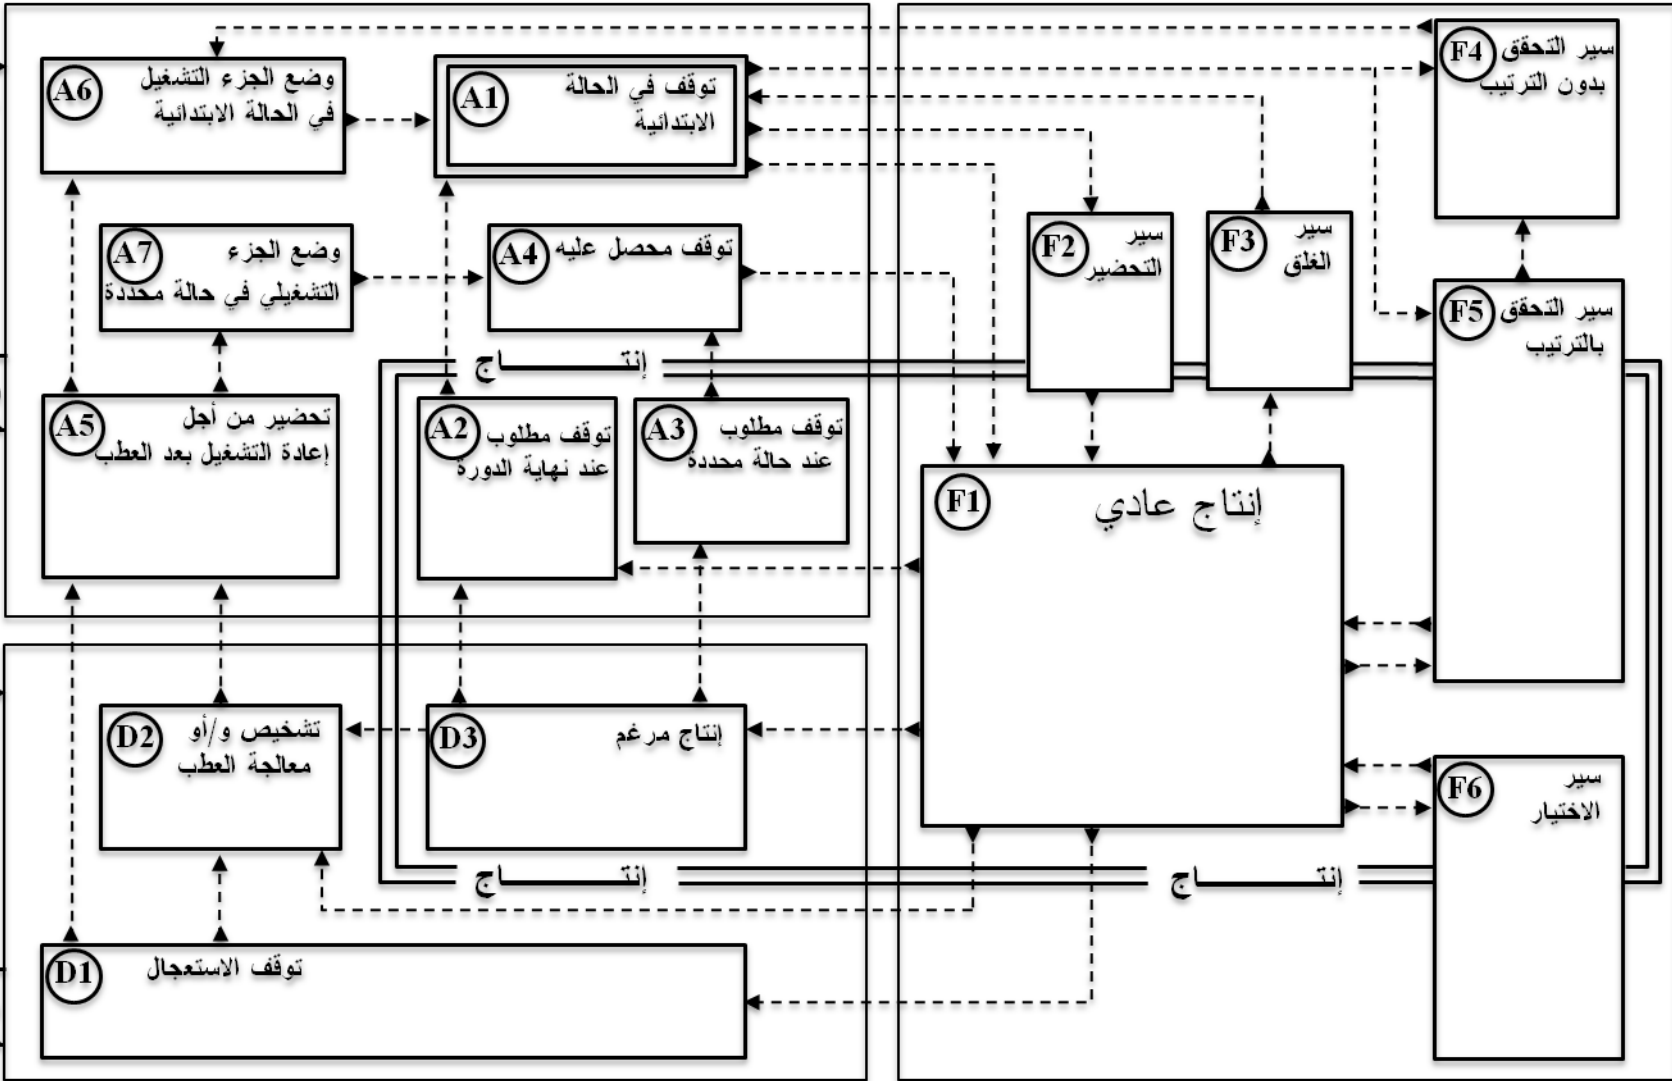 A6
وضع الجزء التشغيل
في الحالة الابتدائية
A1
توقف في الحالة
الابتدائية
F4
سير التحقق
بدون الترتيب
A7
وضع الجزء
التشغيلي في حالة محددة
A4
توقف محصل عليه
F2
سير
التحضير
F3
سير
الغلق
F5
سير التحقق
بالترتيب
إنتـــــــاج
A5
تحضير من أجل
إعادة التشغيل بعد العطب
A2
توقف مطلوب
عند نهاية الدورة
A3
توقف مطلوب
عند حالة محددة
F1
إنتاج عادي
D2
تشخيص و/أو
معالجة العطب
D3
إنتاج مرغم
F6
سير
الاختيار
إنتـــــــاج
إنتـــــــاج
D1
توقف الاستعجال